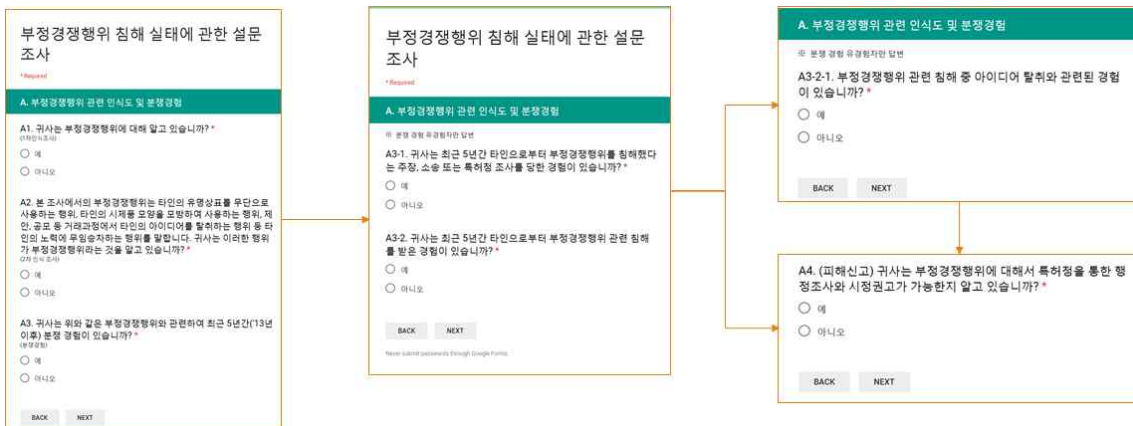 부정경쟁행위 침해 실태에 관한 설문
조사
* Required
A. 부정경쟁행위 관련 인식도 및 분쟁경험
A1. 귀사는 부정경쟁행위에 대해 알고 있습니까? *
(1차인식조사)
예
아니오
A2. 본 조사에서의 부정경쟁행위는 타인의 유명상표를 무단으로
사용하는 행위, 타인의 시제품 모양을 모방하여 사용하는 행위, 제
안, 공모 등 거래과정에서 타인의 아이디어를 탈취하는 행위 등 타
인의 노력에 무임승차하는 행위를 말합니다. 귀사는 이러한 행위
가 부정경쟁행위라는 것을 알고 있습니까? *
(2차 인식 조사)
예
아니오
A3. 귀사는 위와 같은 부정경쟁행위와 관련하여 최근 5년간('13년
이후) 분쟁 경험이 있습니까? *
(분쟁경험)
예
아니오
BACK NEXT
부정경쟁행위 침해 실태에 관한 설문
조사
* Required
A. 부정경쟁행위 관련 인식도 및 분쟁경험
※ 분쟁 경험 유경험자만 답변
A3-1. 귀사는 최근 5년간 타인으로부터 부정경쟁행위를 침해했다
는 주장, 소송 또는 특허청 조사를 당한 경험이 있습니까? *
예
아니오
A3-2. 귀사는 최근 5년간 타인으로부터 부정경쟁행위 관련 침해
를 받은 경험이 있습니까? *
예
아니오
BACK NEXT
Never submit passwords through Google Forms.
A. 부정경쟁행위 관련 인식도 및 분쟁경험
※ 분쟁 경험 유경험자만 답변
A3-2-1. 부정경쟁행위 관련 침해 중 아이디어 탈취와 관련된 경험
이 있습니까? *
예
아니오
BACK NEXT
A4. (피해신고) 귀사는 부정경쟁행위에 대해서 특허청을 통한 행
정조사와 시정권고가 가능한지 알고 있습니까? *
예
아니오
BACK NEXT